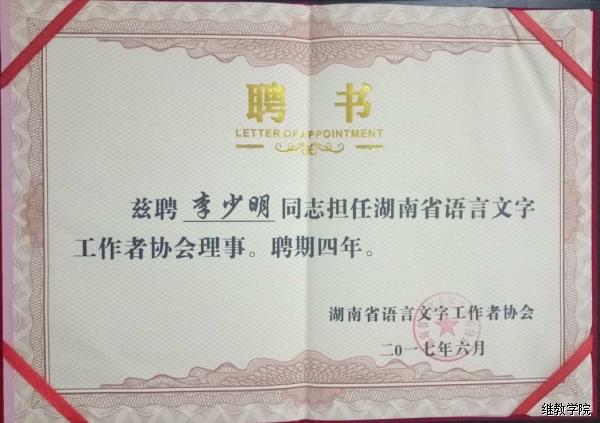 聘 书
LETTER OF APPOINTMENT
兹聘 李少明 同志担任湖南省语言文字
工作者协会理事。聘期四年。
湖南省语言文字工作者协会
二〇一七年六月
继教学院